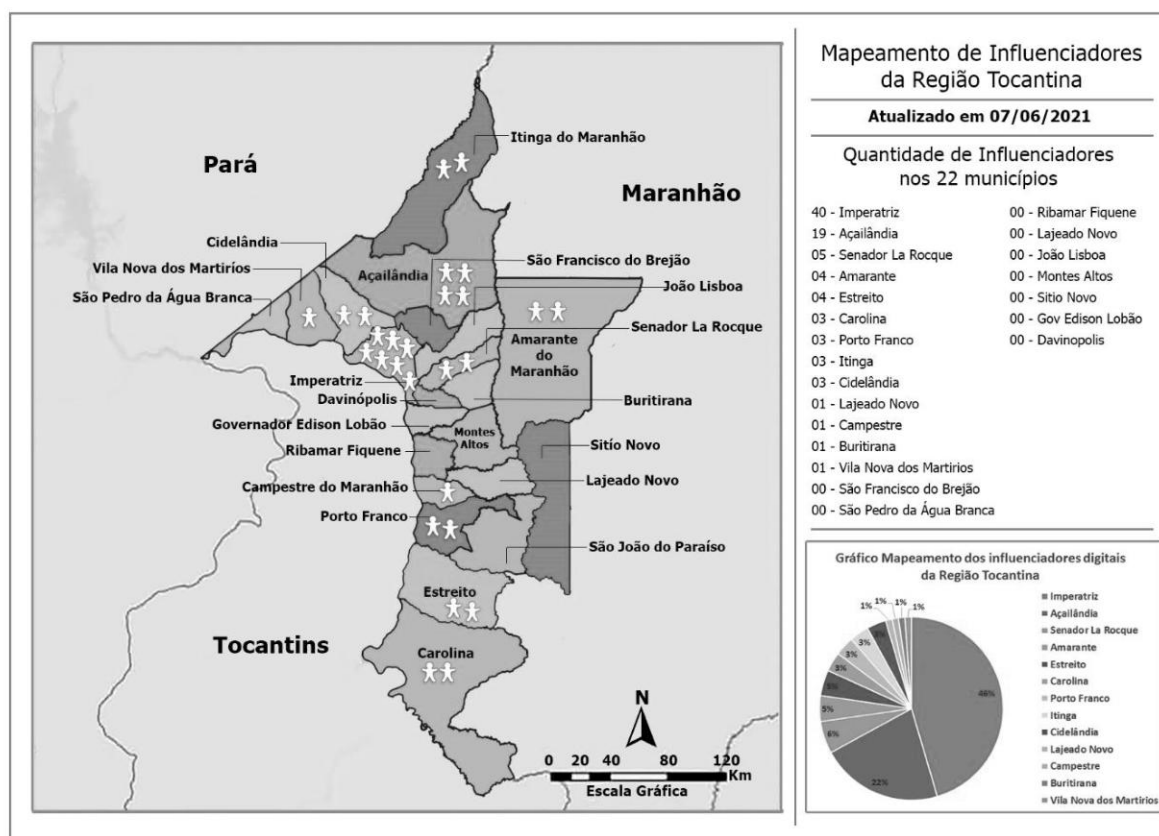 Pará
Maranhão
Tocantins
Itinga do Maranhão
Cidelândia
Vila Nova dos Martiríos
São Pedro da Água Branca
Açailândia
São Francisco do Brejão
João Lisboa
Senador La Rocque
Amarante
do
Maranhão
Imperatriz
Davinópolis
Buritirana
Governador Edison Lobão
Montes
Altos
Ribamar Fiquene
Sitío Novo
Campestre do Maranhão
Lajeado Novo
Porto Franco
São João do Paraíso
Estreito
Carolina
N
0 20 40 60 80 120
Km
Escala Gráfica
Mapeamento de Influenciadores
da Região Tocantina
Atualizado em 07/06/2021
Quantidade de Influenciadores
nos 22 municípios
40 - Imperatriz
19 - Açailândia
05 - Senador La Rocque
04 - Amarante
04 - Estreito
03 - Carolina
03 - Porto Franco
03 - Itinga
03 - Cidelândia
01 - Lajeado Novo
01 - Campestre
01 - Buritirana
01 - Vila Nova dos Martirios
00 - São Francisco do Brejão
00 - São Pedro da Água Branca
00 - Ribamar Fiquene
00 - Lajeado Novo
00 - João Lisboa
00 - Montes Altos
00 - Sitio Novo
00 - Gov Edison Lobão
00 - Davinopolis
Gráfico Mapeamento dos influenciadores digitais
da Região Tocantina
1%
1%
1%
1%
3%
3%
3%
3%
5%
5%
6%
22%
46%
Imperatriz
Açailândia
Senador La Rocque
Amarante
Estreito
Carolina
Porto Franco
Itinga
Cidelândia
Lajeado Novo
Campestre
Buritirana
Vila Nova dos Martirios